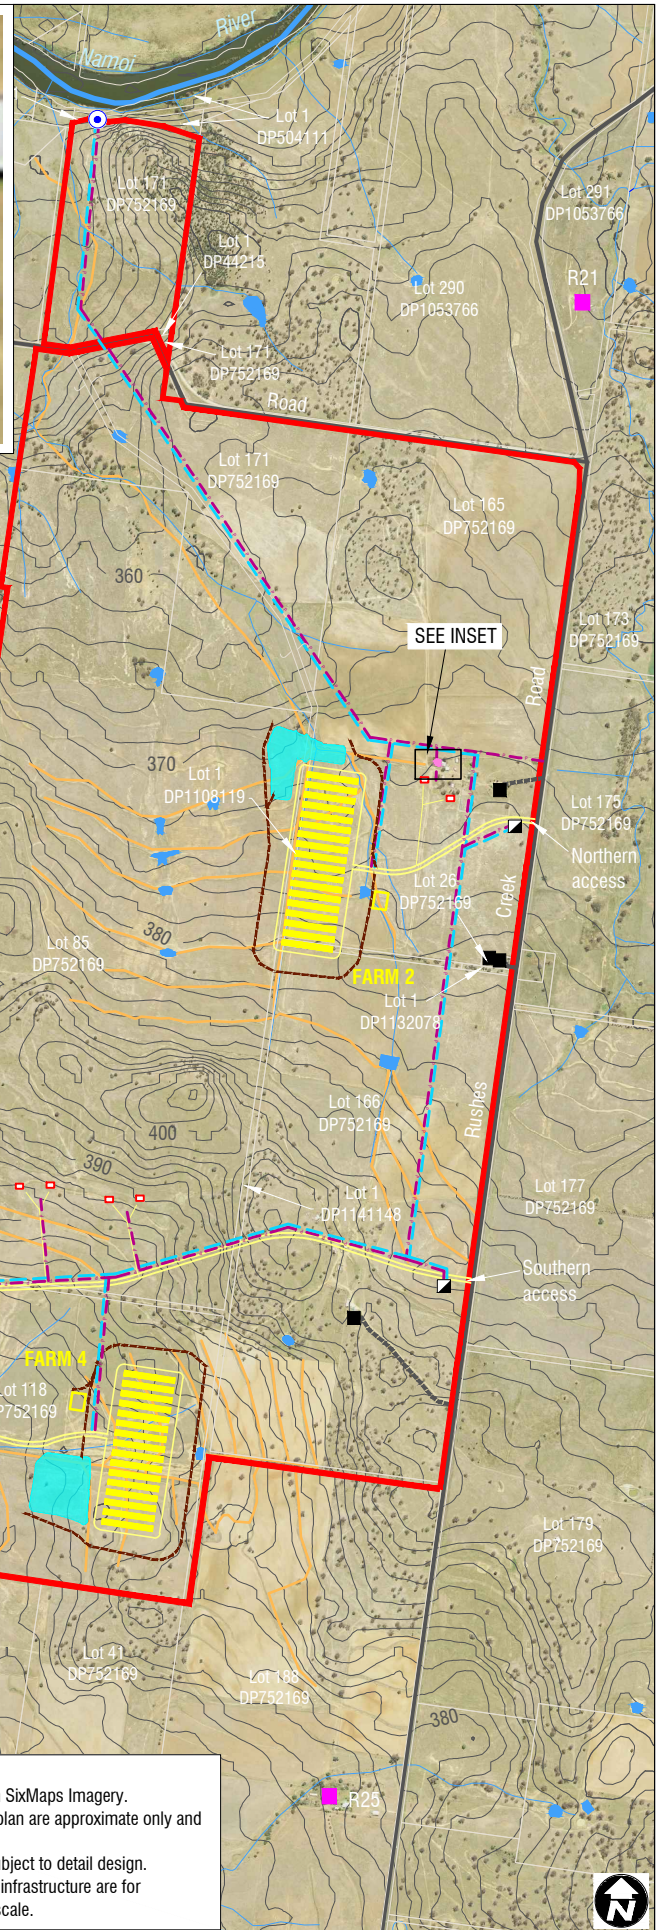 River
Namoi
Lot 1
DP504111
Lot 171
DP752169
Lot 291
DP1053766
Lot 1
DP44215
R21
Lot 290
DP1053766
Lot 171
DP752169
Road
Lot 171
DP752169
Lot 165
DP752169
360
Lot 173
DP752169
SEE INSET
Road
370
Lot 1
DP1108119
Lot 175
DP752169
Northern
access
Lot 26
DP752169
Creek
380
Lot 85
DP752169
FARM 2
Lot 1
DP1132078
Lot 166
DP752169
Rushes
400
390
Lot 1
DP1141148
Lot 177
DP752169
Southern
access
FARM 4
Lot 118
P752169
Lot 179
DP752169
Lot 41
DP752169
Lot 188
DP752169
380
SixMaps Imagery.
plan are approximate only and
R25
bject to detail design.
infrastructure are for
scale.
N